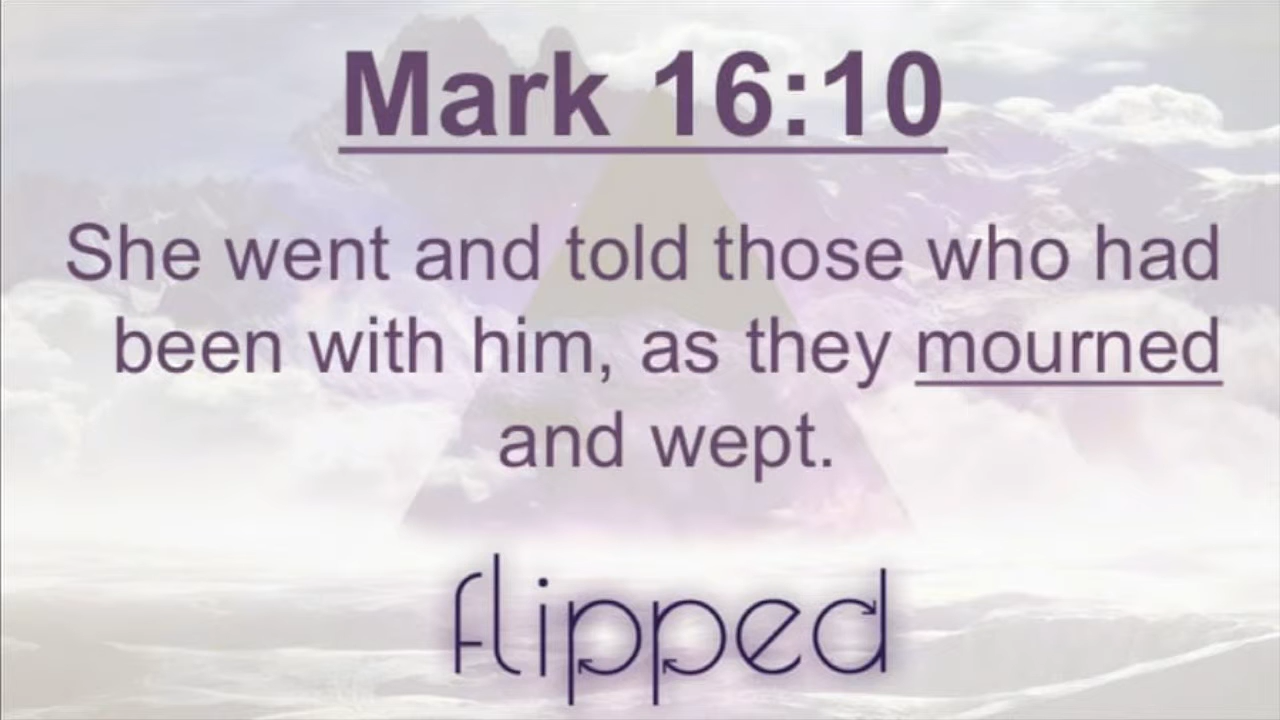 Mark 16:10
She went and told those who had
been with him, as they mourned
and wept.
flipped